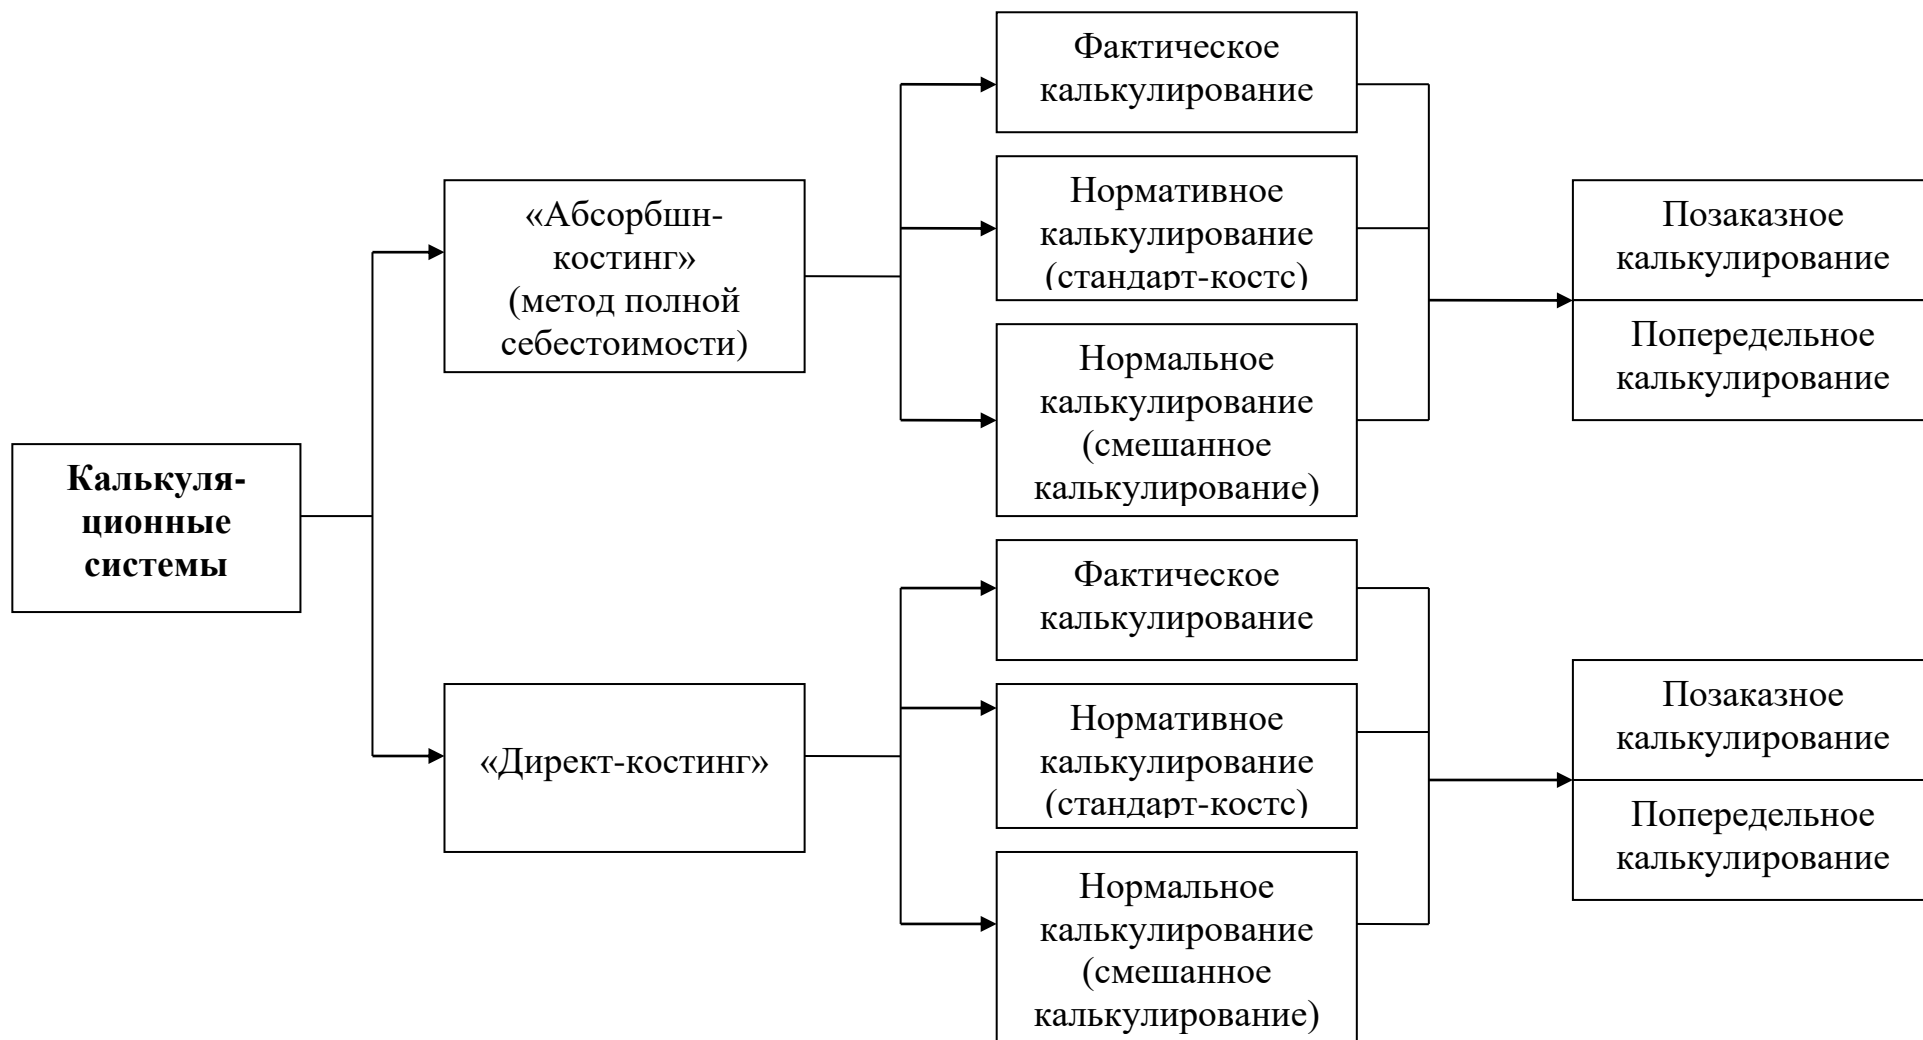 Калькуля-
ционные
системы
«Абсорбшн-
костинг»
(метод полной
себестоимости)
«Директ-костинг»
Фактическое
калькулирование
Нормативное
калькулирование
(стандарт-костс)
Нормальное
калькулирование
(смешанное
калькулирование)
Фактическое
калькулирование
Нормативное
калькулирование
(стандарт-костс)
Нормальное
калькулирование
(смешанное
калькулирование)
Позаказное
калькулирование
Попередельное
калькулирование
Позаказное
калькулирование
Попередельное
калькулирование